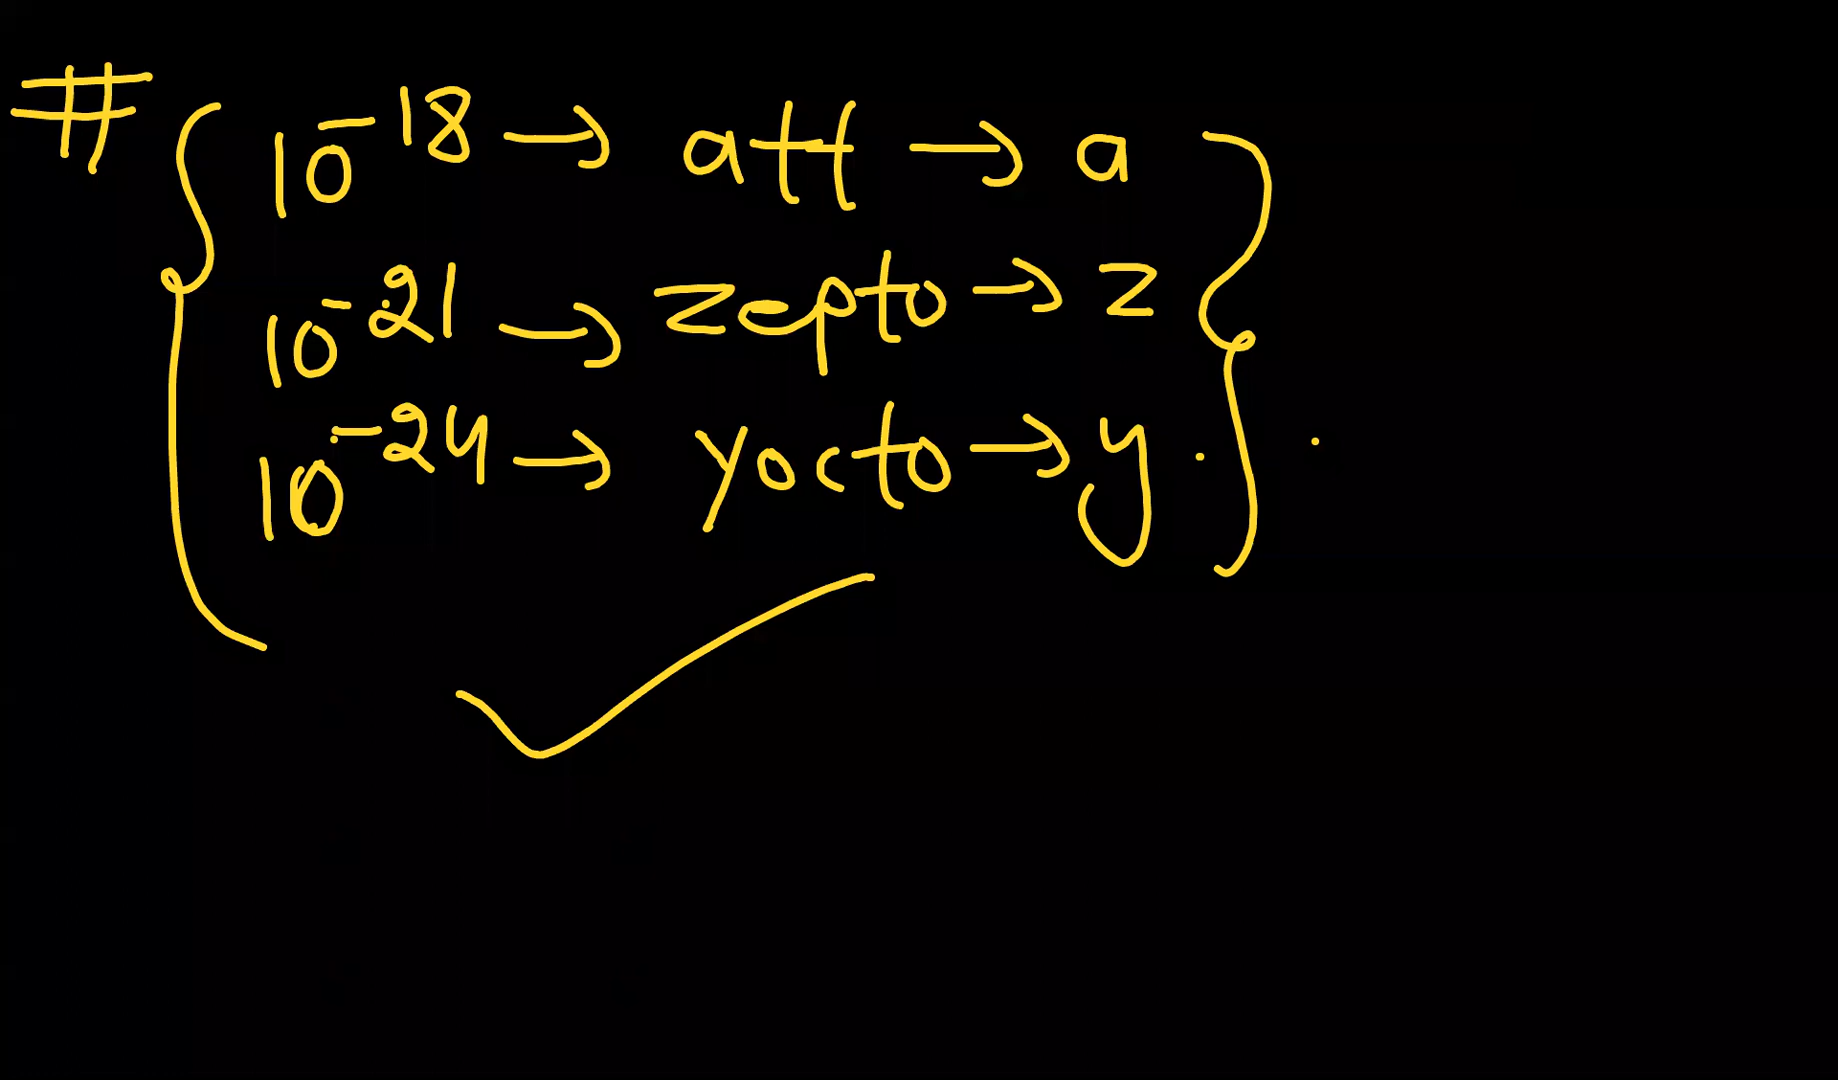 # 10⁻¹⁸ → att → a
10⁻²¹ → zepto → z
10⁻²⁴ → yocto → y.